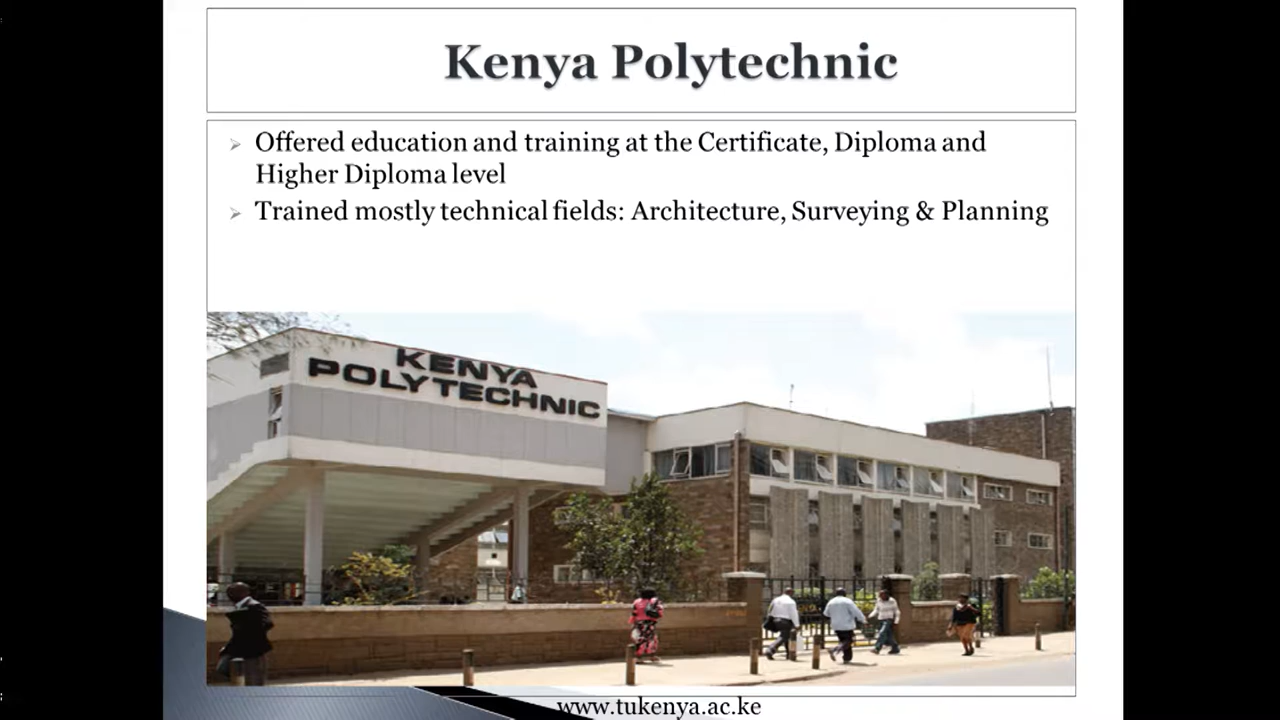 Kenya Polytechnic
Offered education and training at the Certificate, Diploma and
Higher Diploma level
Trained mostly technical fields: Architecture, Surveying & Planning
KENYA
POLYTECHNIC
www.tukenya.ac.ke